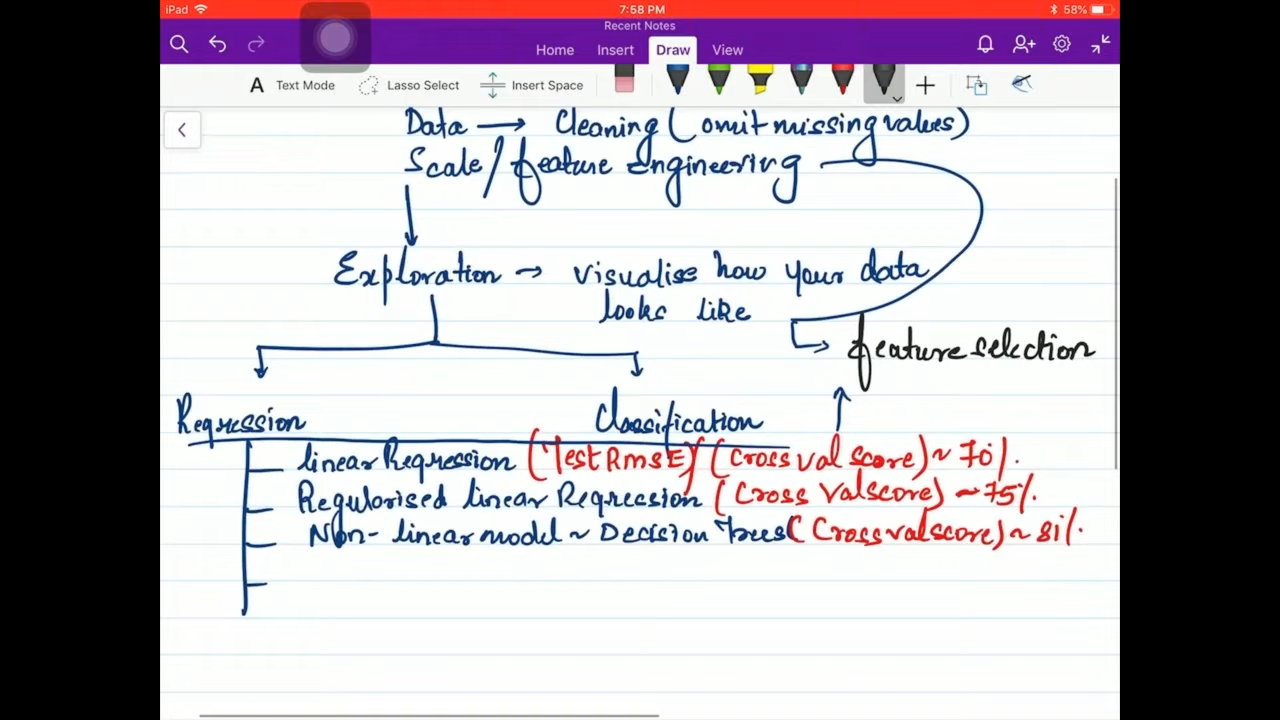 iPad 7:58 PM 58%
Recent Notes
Home Insert Draw View
A Text Mode Lasso Select Insert Space
Data → Cleaning (omit missing values)
Scale/feature Engineering
Exploration → visualise how your data
looks like
feature selection
Regression Classification
linear Regression (Test RmsE)/(cross val score) ~ 70%.
Regularised linear Regression (Cross Valscore) ~ 75%.
Non-linear model ~ Decision Trees (Crossvalscore) ~ 81%.